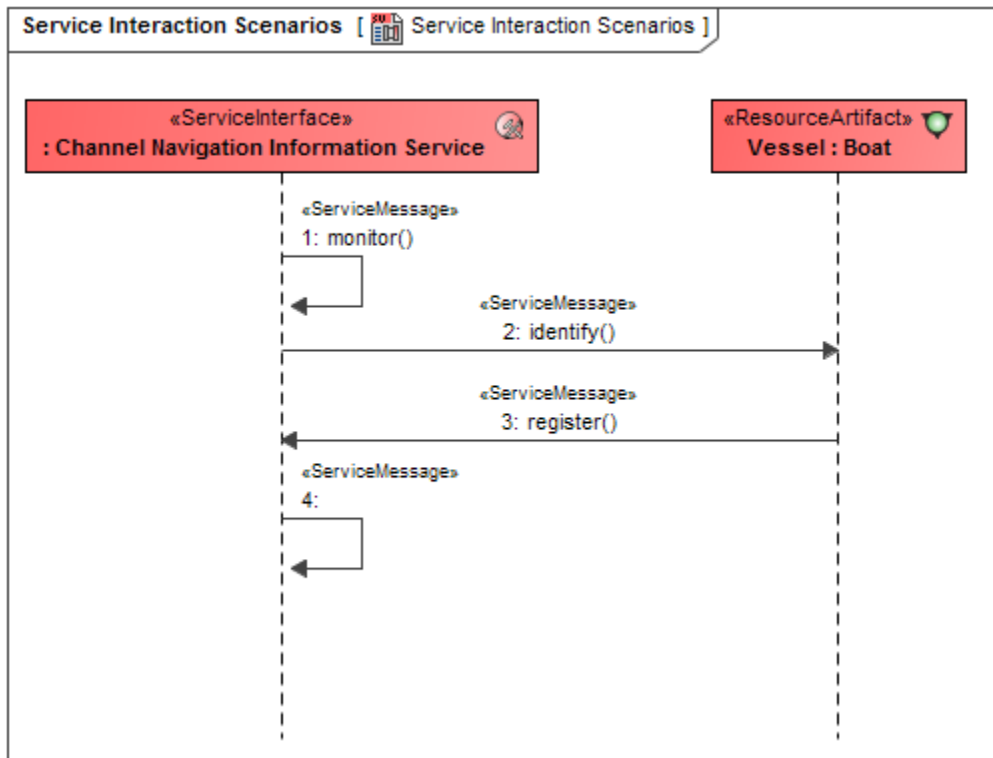 Service Interaction Scenarios [ Service Interaction Scenarios ]
«ServiceInterface»
: Channel Navigation Information Service
«ResourceArtifact»
Vessel : Boat
«ServiceMessage»
1: monitor()
«ServiceMessage»
2: identify()
«ServiceMessage»
3: register()
«ServiceMessage»
4: